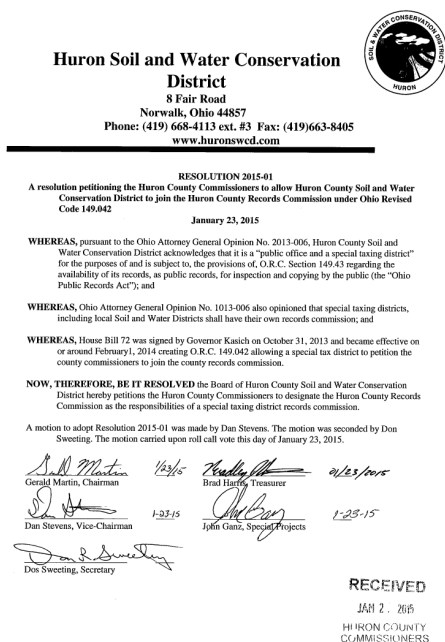 SOIL & WATER CONSERVATION DISTRICT
HURON
Huron Soil and Water Conservation
District
8 Fair Road
Norwalk, Ohio 44857
Phone: (419) 668-4113 ext. #3 Fax: (419)663-8405
www.huronswcd.com
RESOLUTION 2015-01
A resolution petitioning the Huron County Commissioners to allow Huron County Soil and Water
Conservation District to join the Huron County Records Commission under Ohio Revised
Code 149.042
January 23, 2015
WHEREAS, pursuant to the Ohio Attorney General Opinion No. 2013-006, Huron County Soil and
Water Conservation District acknowledges that it is a "public office and a special taxing district"
for the purposes of and is subject to, the provisions of, O.R.C. Section 149.43 regarding the
availability of its records, as public records, for inspection and copying by the public (the "Ohio
Public Records Act"); and
WHEREAS, Ohio Attorney General Opinion No. 1013-006 also opinioned that special taxing districts,
including local Soil and Water Districts shall have their own records commission; and
WHEREAS, House Bill 72 was signed by Governor Kasich on October 31, 2013 and became effective on
or around February1, 2014 creating O.R.C. 149.042 allowing a special tax district to petition the
county commissioners to join the county records commission.
NOW, THEREFORE, BE IT RESOLVED the Board of Huron County Soil and Water Conservation
District hereby petitions the Huron County Commissioners to designate the Huron County Records
Commission as the responsibilities of a special taxing district records commission.
A motion to adopt Resolution 2015-01 was made by Dan Stevens. The motion was seconded by Don
Sweeting. The motion carried upon roll call vote this day of January 23, 2015.
1/23/15 01/23/2015
Gerald Martin, Chairman Brad Harris, Treasurer
1-23-15 1-23-15
Dan Stevens, Vice-Chairman John Ganz, Special Projects
Don R Sweeting
Dos Sweeting, Secretary
RECEIVED
JAN 2. 2015
HURON COUNTY
COMMISSIONERS